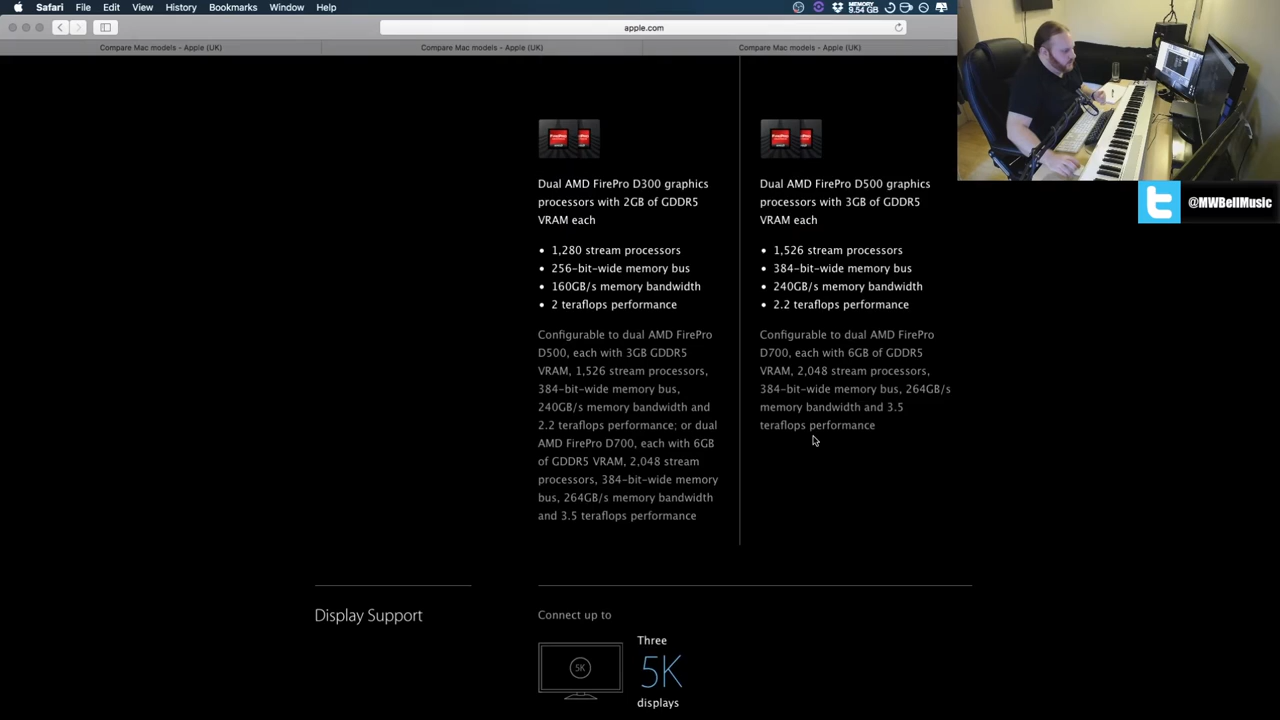 Safari File Edit View History Bookmarks Window Help
MEMORY
9.54 GB
apple.com
Compare Mac models - Apple (UK)
Compare Mac models - Apple (UK)
Compare Mac models - Apple (UK)
@MWBellMusic
Dual AMD FirePro D300 graphics
processors with 2GB of GDDR5
VRAM each
• 1,280 stream processors
• 256-bit-wide memory bus
• 160GB/s memory bandwidth
• 2 teraflops performance
Configurable to dual AMD FirePro
D500, each with 3GB GDDR5
VRAM, 1,526 stream processors,
384-bit-wide memory bus,
240GB/s memory bandwidth and
2.2 teraflops performance; or dual
AMD FirePro D700, each with 6GB
of GDDR5 VRAM, 2,048 stream
processors, 384-bit-wide memory
bus, 264GB/s memory bandwidth
and 3.5 teraflops performance
Dual AMD FirePro D500 graphics
processors with 3GB of GDDR5
VRAM each
• 1,526 stream processors
• 384-bit-wide memory bus
• 240GB/s memory bandwidth
• 2.2 teraflops performance
Configurable to dual AMD FirePro
D700, each with 6GB of GDDR5
VRAM, 2,048 stream processors,
384-bit-wide memory bus, 264GB/s
memory bandwidth and 3.5
teraflops performance
Display Support
Connect up to
5K
Three
5K
displays